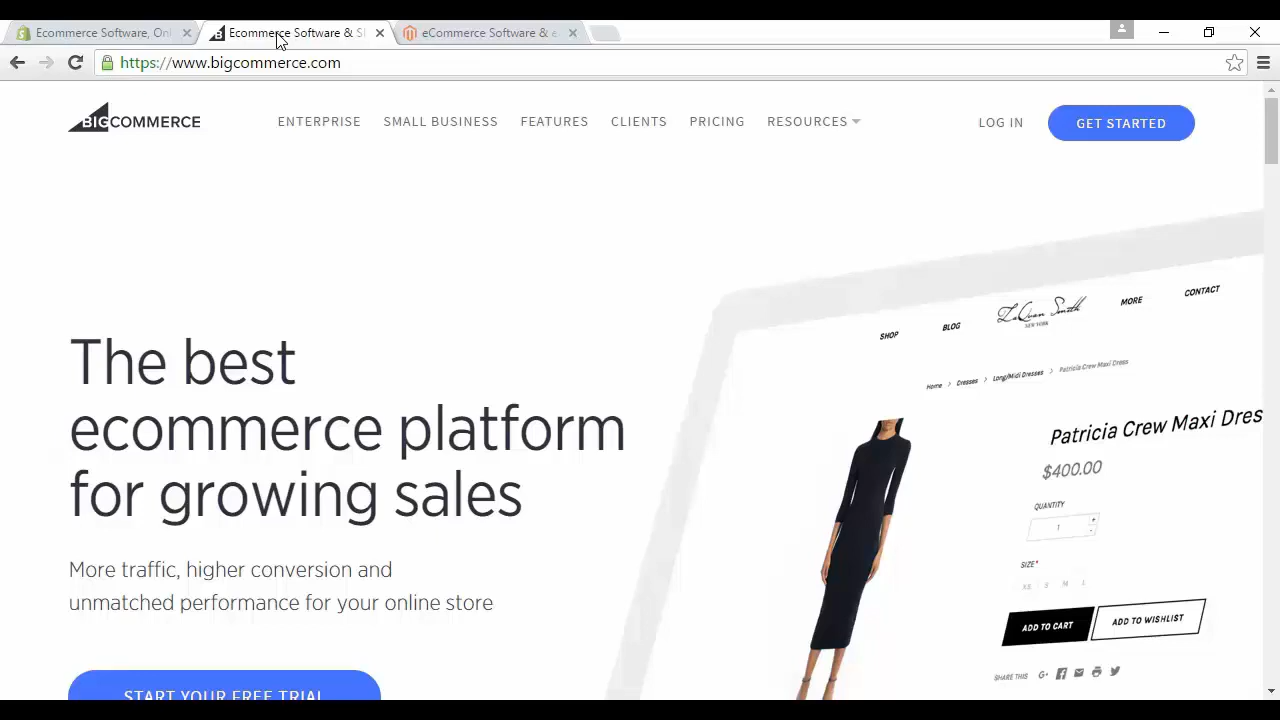 Ecommerce Software, Onl
Ecommerce Software & S
eCommerce Software & e
https://www.bigcommerce.com
BIGCOMMERCE
ENTERPRISE
SMALL BUSINESS
FEATURES
CLIENTS
PRICING
RESOURCES
LOG IN
GET STARTED
The best
ecommerce platform
for growing sales
More traffic, higher conversion and
unmatched performance for your online store
START YOUR FREE TRIAL
SHOP
BLOG
LaQuan Smith
NEW YORK
MORE
CONTACT
Home > Dresses > Long/Midi Dresses > Patricia Crew Maxi Dress
Patricia Crew Maxi Dres
$400.00
QUANTITY
1
SIZE*
XS S M L
ADD TO CART
ADD TO WISHLIST
SHARE THIS